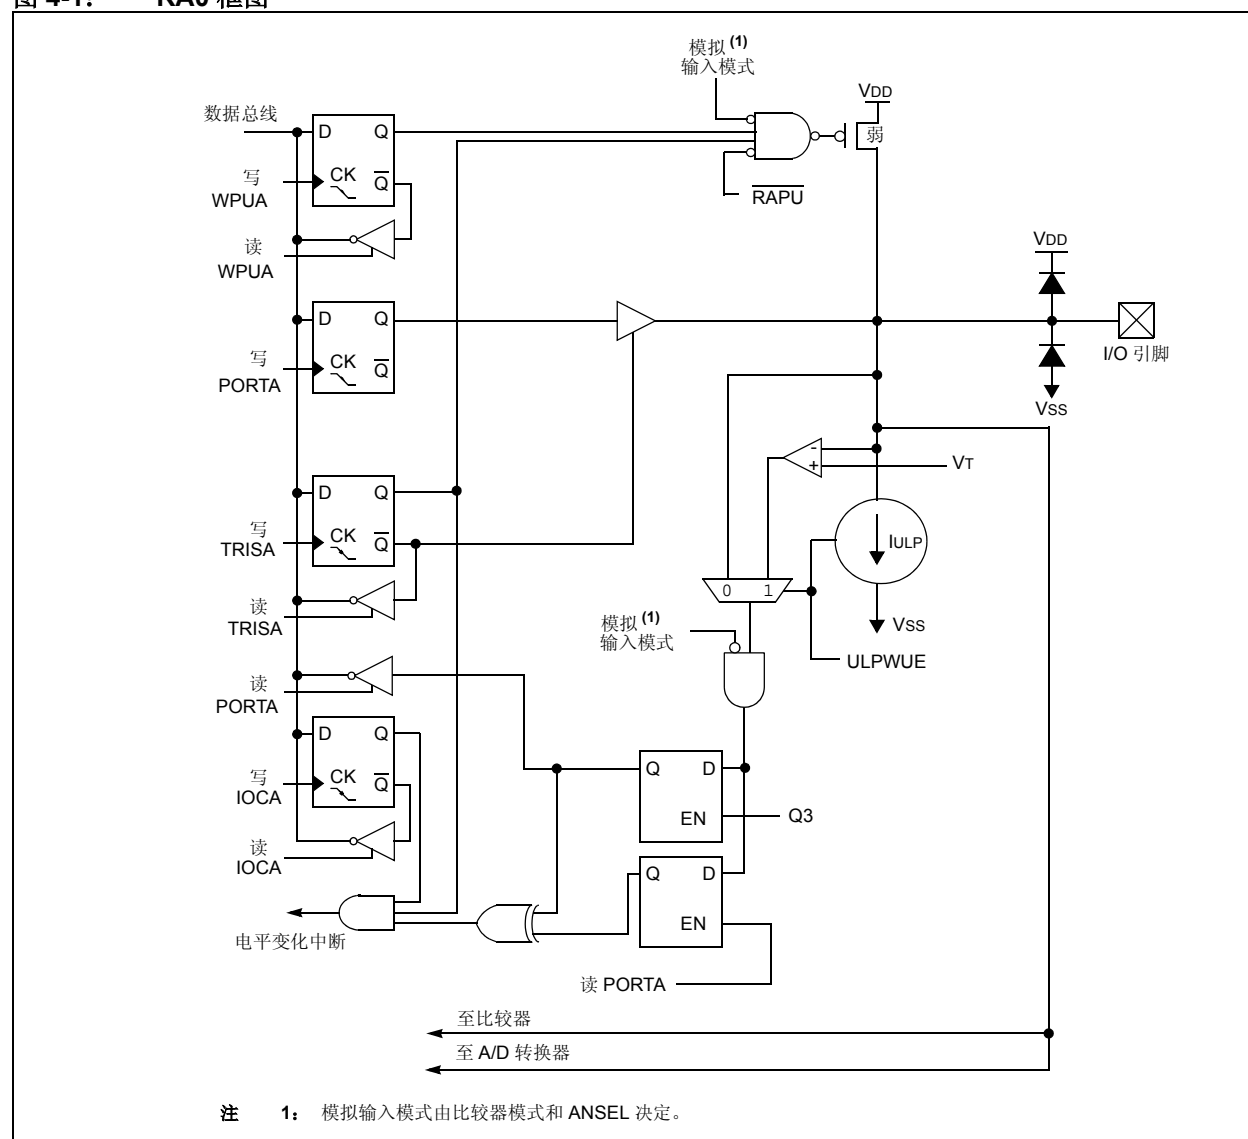 图 4-1： RA0 框图
模拟 (1)
输入模式
VDD
数据总线
D Q
弱
写
WPUA
CK Q
RAPU
读
WPUA
VDD
D Q
写
PORTA
CK Q
I/O 引脚
VSS
-
+
VT
D Q
写
TRISA
CK Q
IULP
0 1
读
TRISA
模拟 (1)
输入模式
VSS
ULPWUE
读
PORTA
D Q
Q D
写
IOCA
CK Q
EN
Q3
读
IOCA
Q D
EN
电平变化中断
读 PORTA
至比较器
至 A/D 转换器
注 1： 模拟输入模式由比较器模式和 ANSEL 决定。